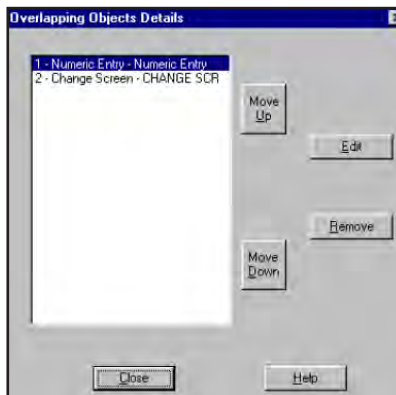 Overlapping Objects Details
1 - Numeric Entry - Numeric Entry
2 - Change Screen - CHANGE SCR
Move
Up
Edit
Remove
Move
Down
Close
Help